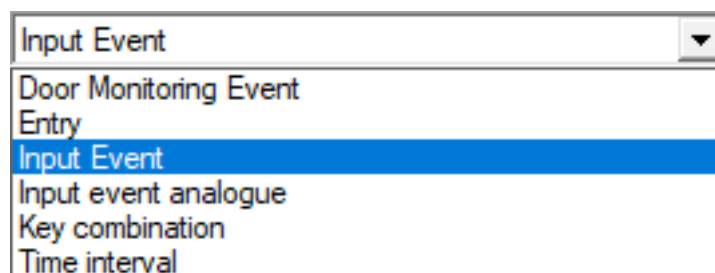 Input Event
Door Monitoring Event
Entry
Input Event
Input event analogue
Key combination
Time interval